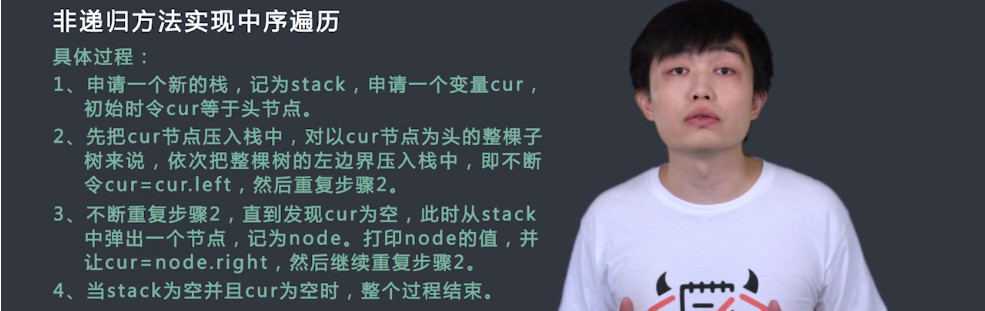 非递归方法实现中序遍历
具体过程：
1、申请一个新的栈，记为stack，申请一个变量cur，
初始时令cur等于头节点。
2、先把cur节点压入栈中，对以cur节点为头的整棵子
树来说，依次把整棵树的左边界压入栈中，即不断
令cur=cur.left，然后重复步骤2。
3、不断重复步骤2，直到发现cur为空，此时从stack
中弹出一个节点，记为node。打印node的值，并
让cur=node.right，然后继续重复步骤2。
4、当stack为空并且cur为空时，整个过程结束。